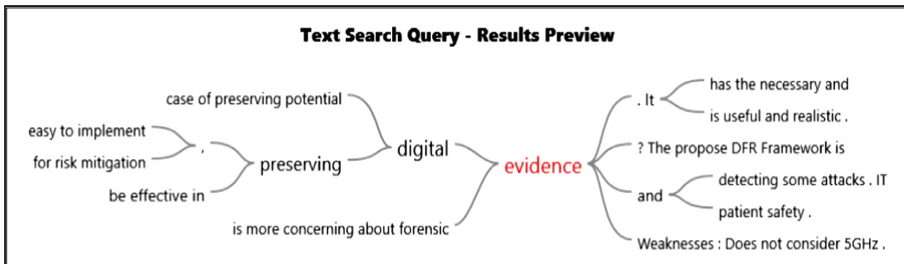 Text Search Query - Results Preview
case of preserving potential
easy to implement
for risk mitigation
,
be effective in
preserving
digital
is more concerning about forensic
evidence
. It
has the necessary and
is useful and realistic .
? The propose DFR Framework is
and
detecting some attacks . IT
patient safety .
Weaknesses : Does not consider 5GHz .